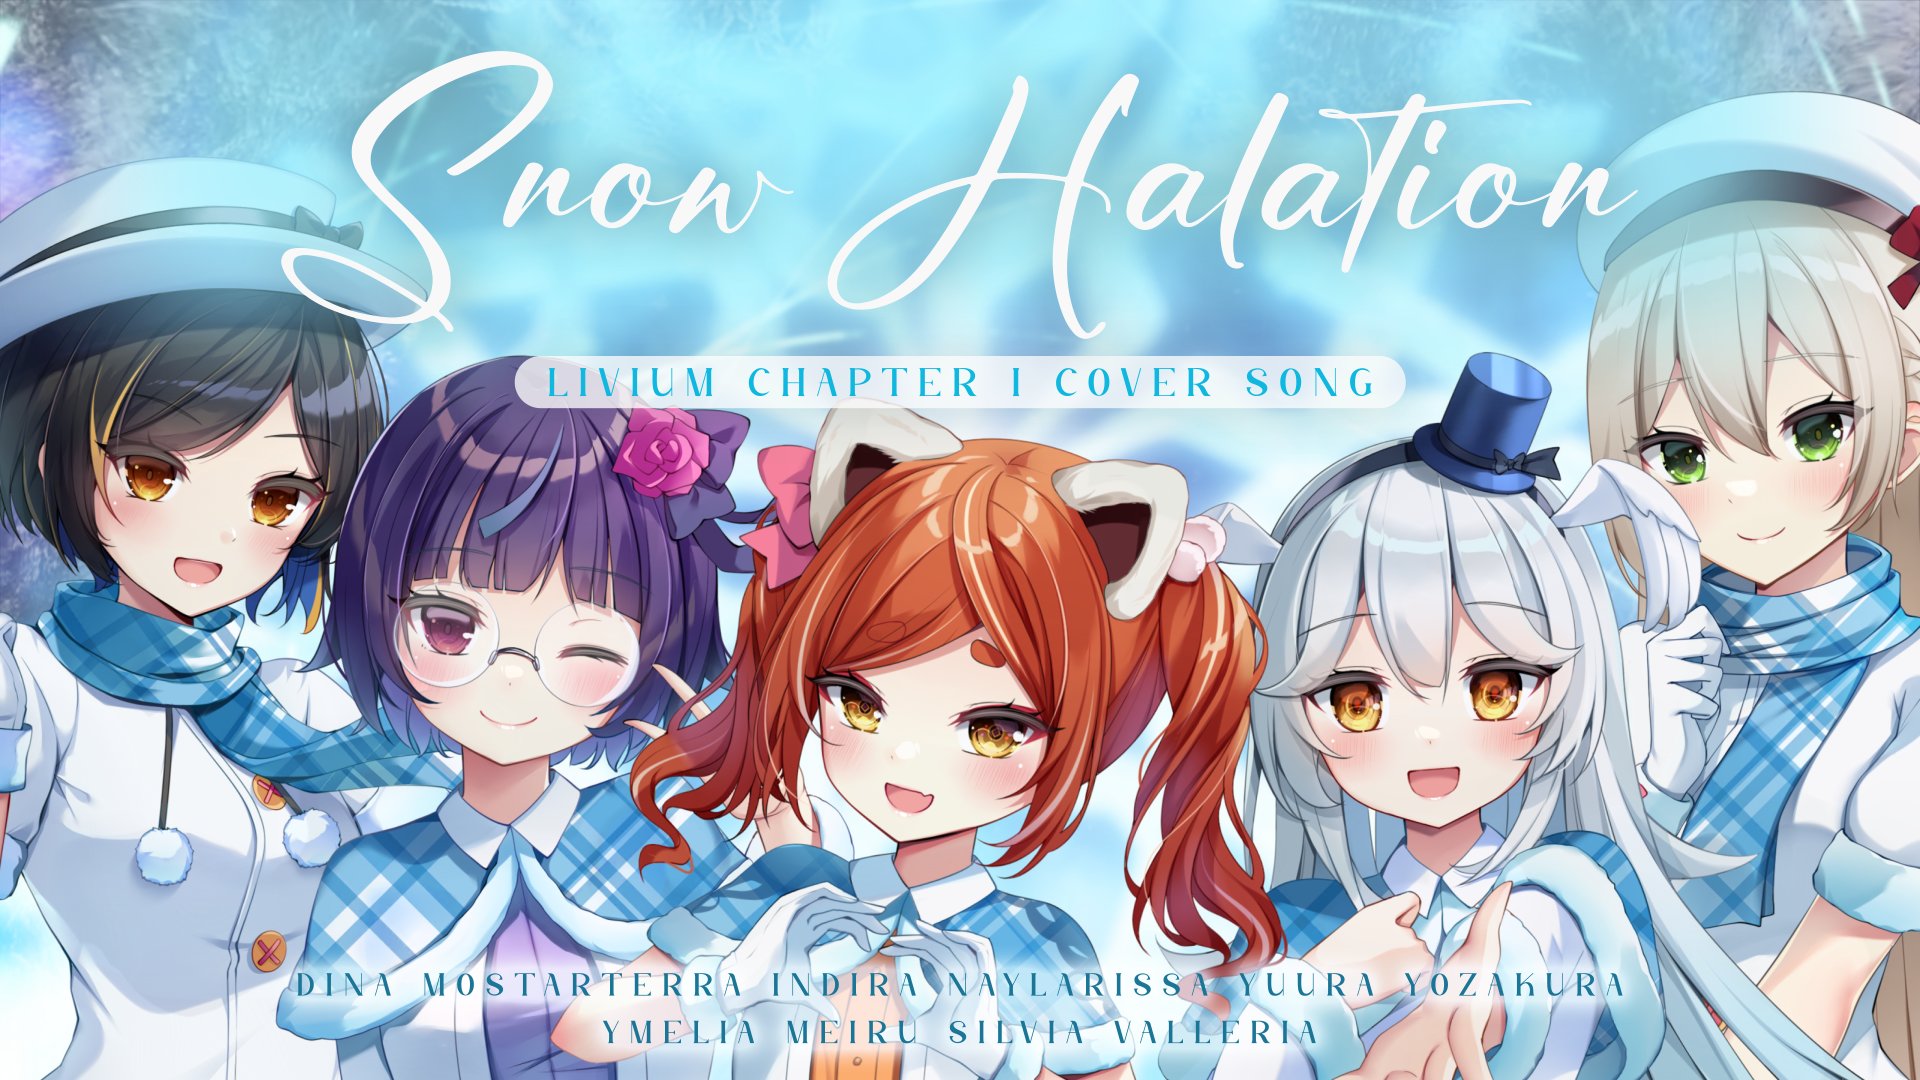 Snow Halation
LIVIUM CHAPTER I COVER SONG
DINA MOSTARTERRA INDIRA NAYLARISSA YUURA YOZAKURA
YMELIA MEIRU SILVIA VALLERIA